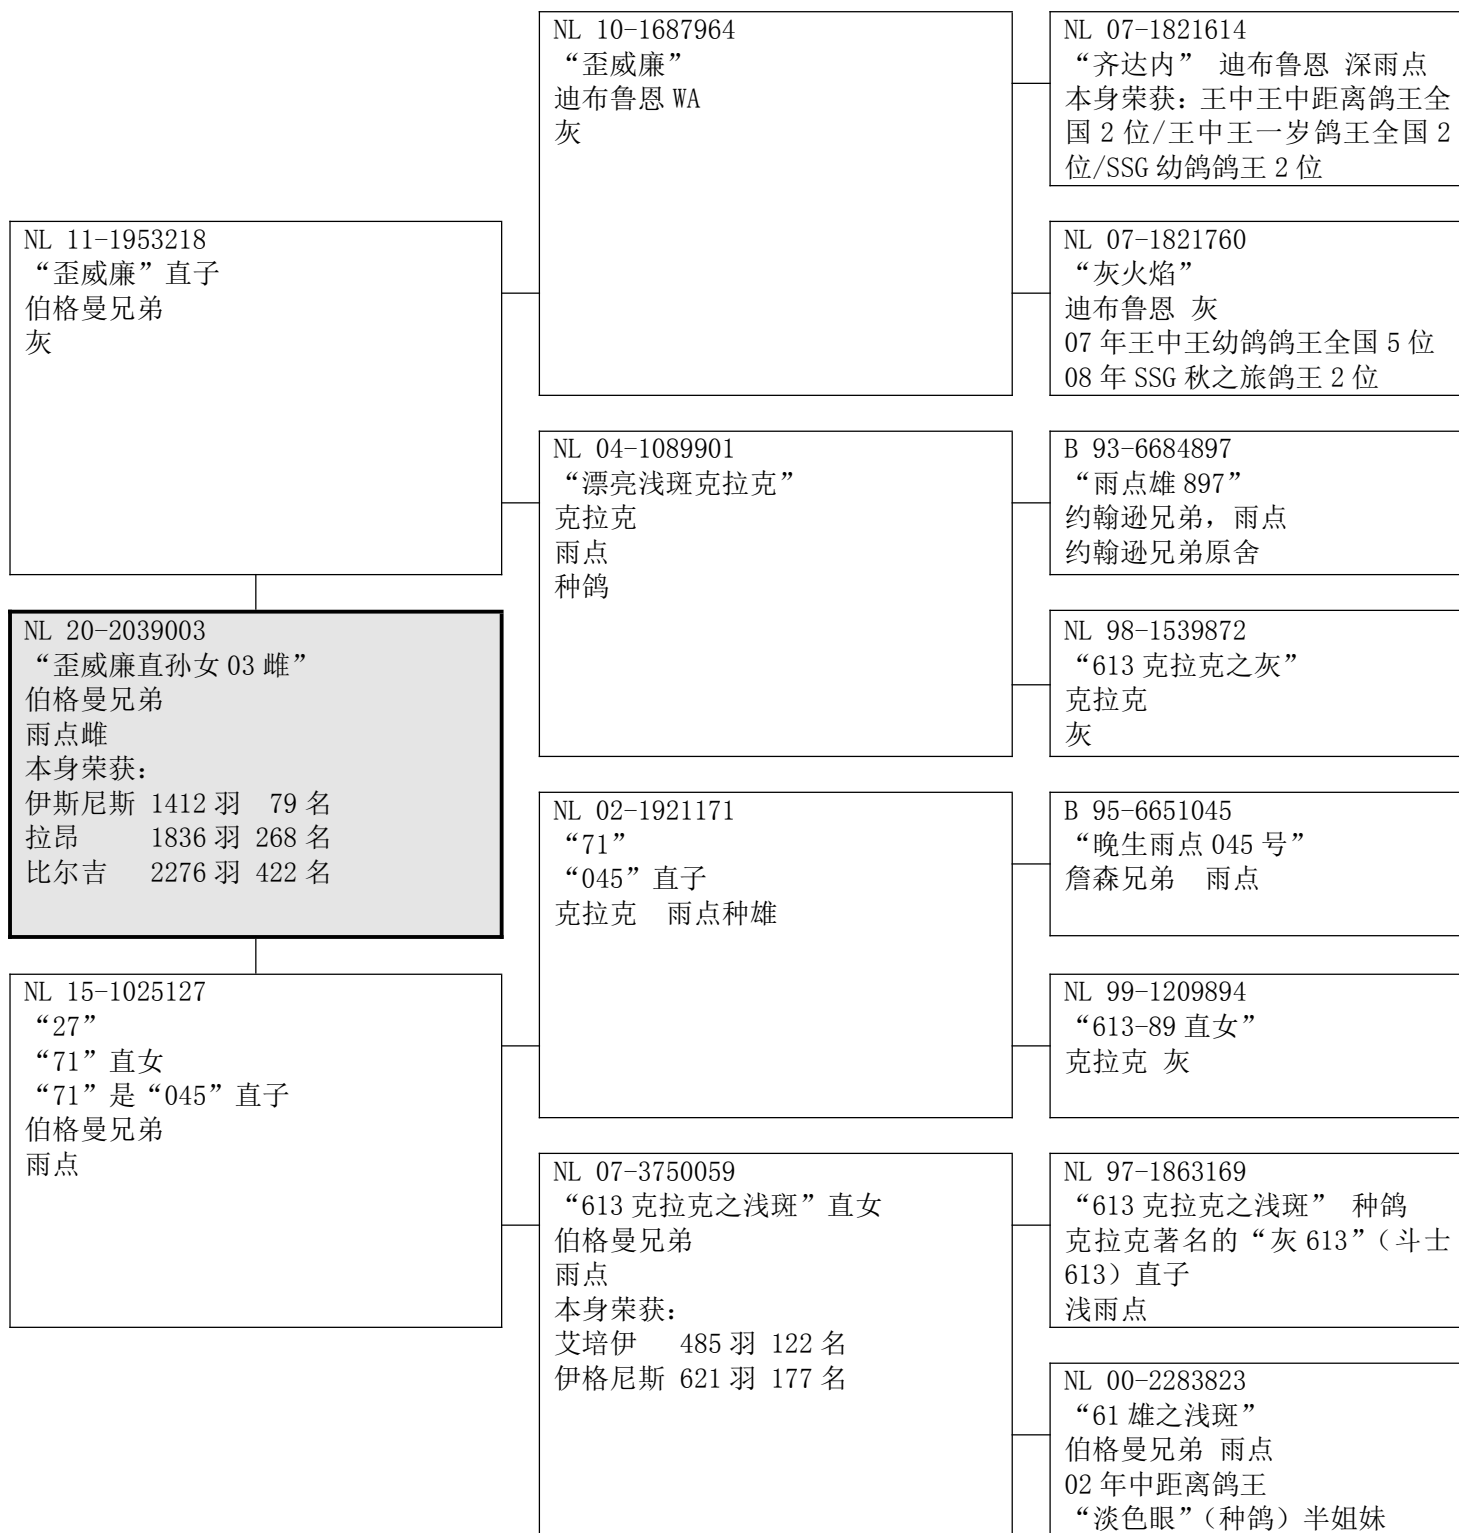 NL 11-1953218
“歪威廉”直子
伯格曼兄弟
灰
NL 20-2039003
“歪威廉直孙女 03 雌”
伯格曼兄弟
雨点雌
本身荣获：
伊斯尼斯 1412 羽 79 名
拉昂 1836 羽 268 名
比尔吉 2276 羽 422 名
NL 15-1025127
“27”
“71”直女
“71”是“045”直子
伯格曼兄弟
雨点
NL 10-1687964
“歪威廉”
迪布鲁恩 WA
灰
NL 04-1089901
“漂亮浅斑克拉克”
克拉克
雨点
种鸽
NL 02-1921171
“71”
“045”直子
克拉克 雨点种雄
NL 07-3750059
“613 克拉克之浅斑”直女
伯格曼兄弟
雨点
本身荣获：
艾培伊 485 羽 122 名
伊格尼斯 621 羽 177 名
NL 07-1821614
“齐达内” 迪布鲁恩 深雨点
本身荣获：王中王中距离鸽王全
国 2 位/王中王一岁鸽王全国 2
位/SSG 幼鸽鸽王 2 位
NL 07-1821760
“灰火焰”
迪布鲁恩 灰
07 年王中王幼鸽鸽王全国 5 位
08 年 SSG 秋之旅鸽王 2 位
B 93-6684897
“雨点雄 897”
约翰逊兄弟，雨点
约翰逊兄弟原舍
NL 98-1539872
“613 克拉克之灰”
克拉克
灰
B 95-6651045
“晚生雨点 045 号”
詹森兄弟 雨点
NL 99-1209894
“613-89 直女”
克拉克 灰
NL 97-1863169
“613 克拉克之浅斑” 种鸽
克拉克著名的“灰 613”（斗士
613）直子
浅雨点
NL 00-2283823
“61 雄之浅斑”
伯格曼兄弟 雨点
02 年中距离鸽王
“淡色眼”（种鸽）半姐妹